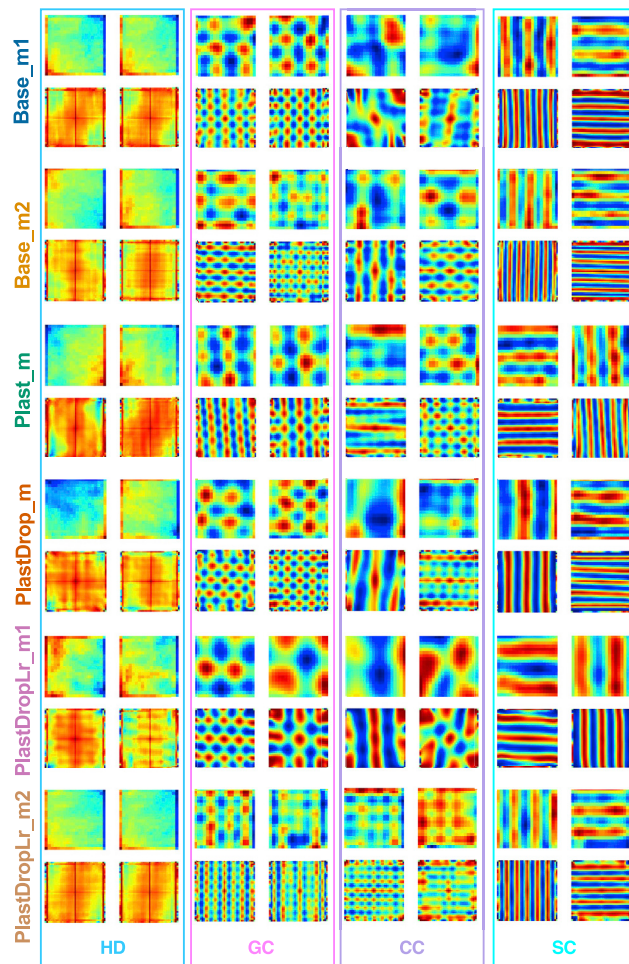 Base_m1
Base_m2
Plast_m
PlastDrop_m
PlastDropLr_m1
PlastDropLr_m2
HD GC CC SC